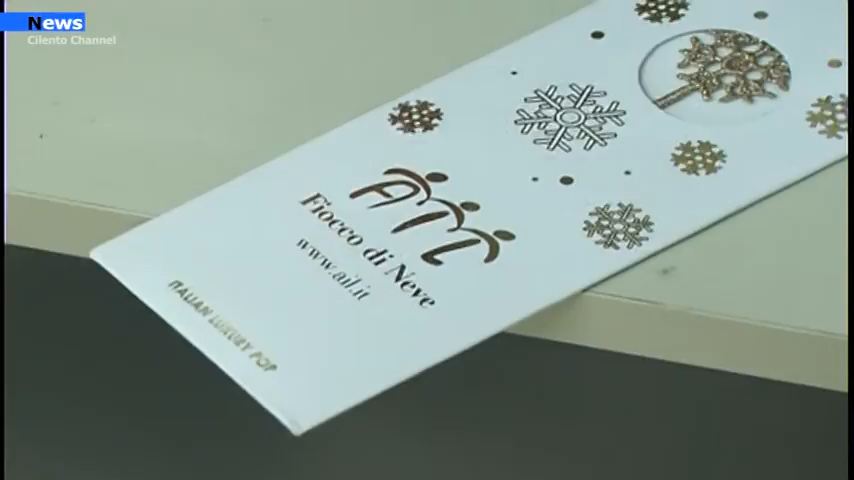 News
Cilento Channel
AIL
Fiocco di Neve
www.ail.it
ITALIAN LUXURY POP